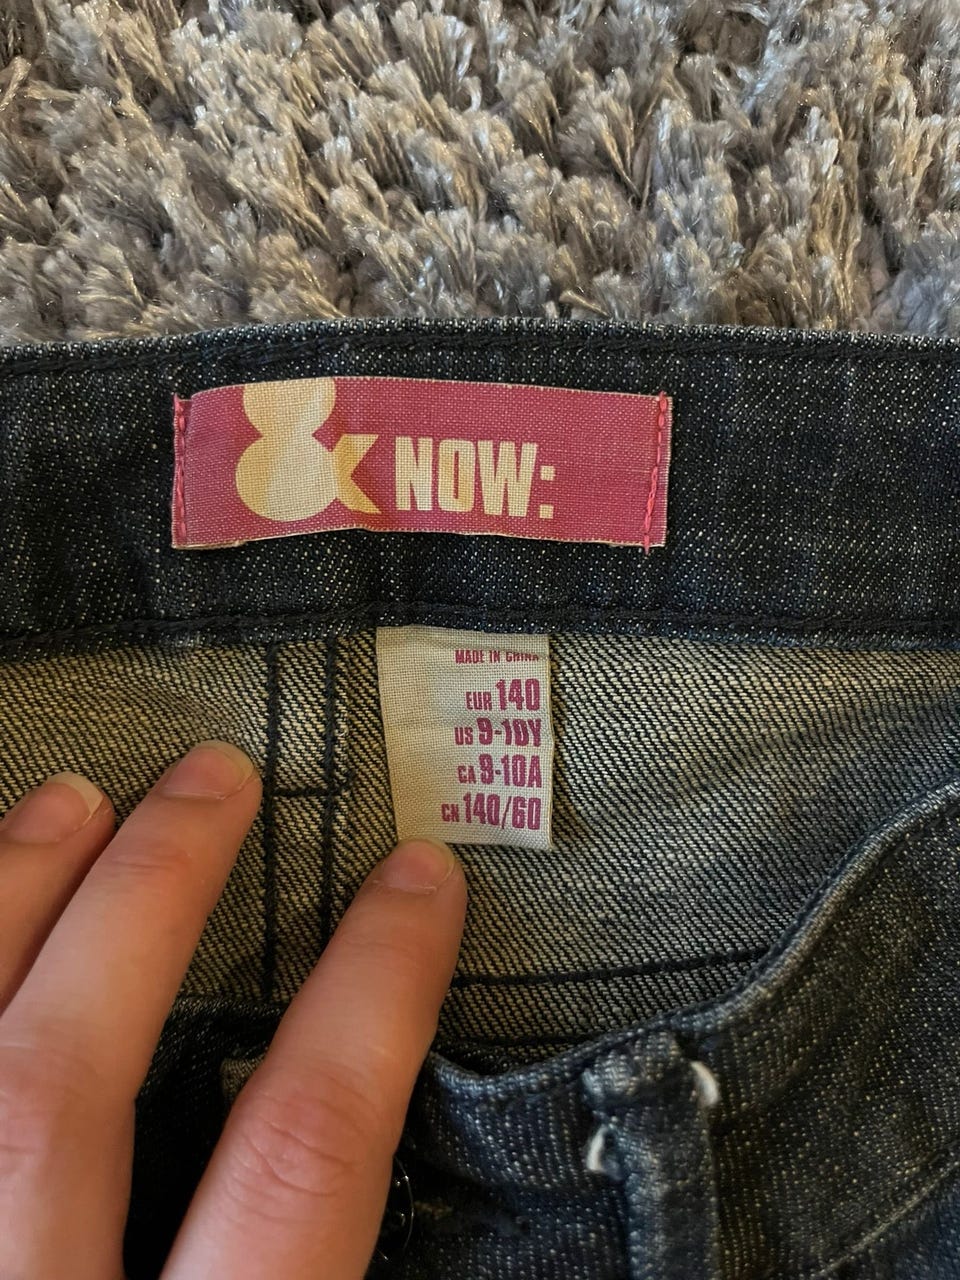 & NOW:
MADE IN CHINA
EUR 140
US 9-10Y
CA 9-10A
CN 140/60